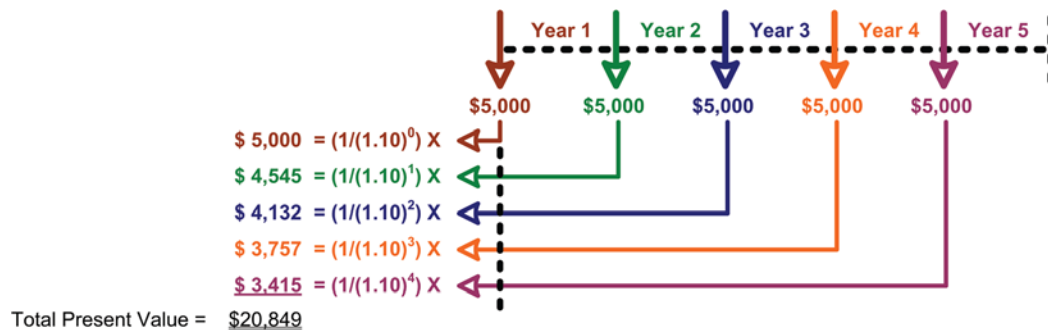 Year 1 Year 2 Year 3 Year 4 Year 5
$5,000 $5,000 $5,000 $5,000 $5,000
$ 5,000 = (1/(1.10)⁰) X
$ 4,545 = (1/(1.10)¹) X
$ 4,132 = (1/(1.10)²) X
$ 3,757 = (1/(1.10)³) X
$ 3,415 = (1/(1.10)⁴) X
Total Present Value = $20,849